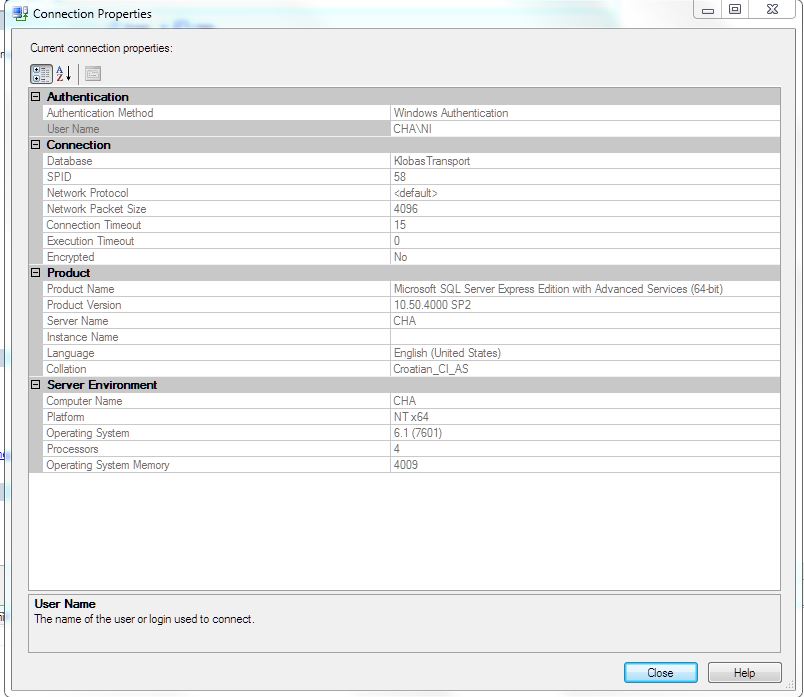 Connection Properties
Current connection properties:
Authentication
Authentication Method Windows Authentication
User Name CHA\NI
Connection
Database KlobasTransport
SPID 58
Network Protocol <default>
Network Packet Size 4096
Connection Timeout 15
Execution Timeout 0
Encrypted No
Product
Product Name Microsoft SQL Server Express Edition with Advanced Services (64-bit)
Product Version 10.50.4000 SP2
Server Name CHA
Instance Name
Language English (United States)
Collation Croatian_CI_AS
Server Environment
Computer Name CHA
Platform NT x64
Operating System 6.1 (7601)
Processors 4
Operating System Memory 4009
User Name
The name of the user or login used to connect.
Close Help